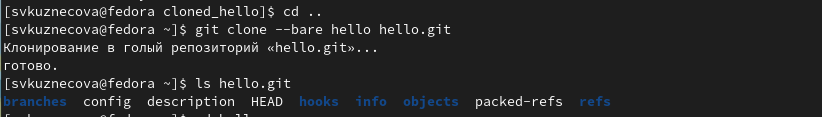 [svkuznecova@fedora cloned_hello]$ cd ..
[svkuznecova@fedora ~]$ git clone --bare hello hello.git
Клонирование в голый репозиторий «hello.git»...
готово.
[svkuznecova@fedora ~]$ ls hello.git
branches config description HEAD hooks info objects packed-refs refs